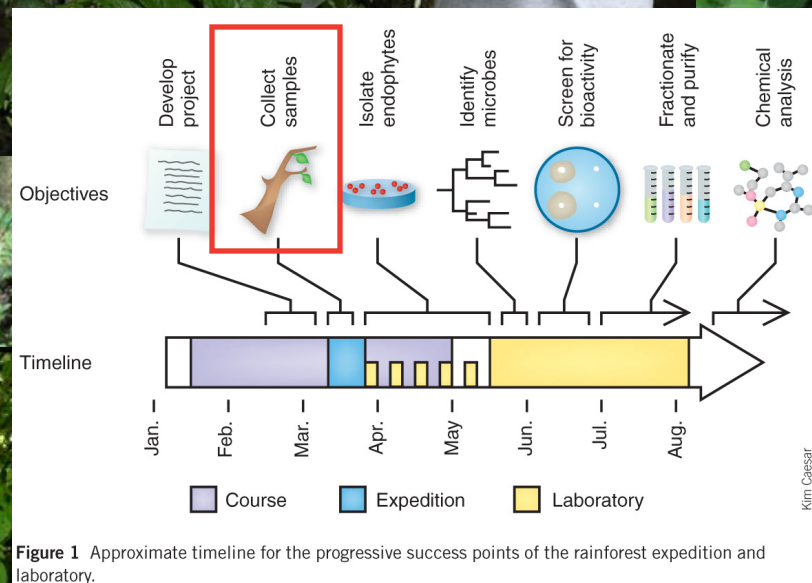 Develop
project
Collect
samples
Isolate
endophytes
Identify
microbes
Screen for
bioactivity
Fractionate
and purify
Chemical
analysis
Objectives
Timeline
Jan.
Feb.
Mar.
Apr.
May
Jun.
Jul.
Aug.
Course
Expedition
Laboratory
Kim Caesar
Figure 1 Approximate timeline for the progressive success points of the rainforest expedition and
laboratory.